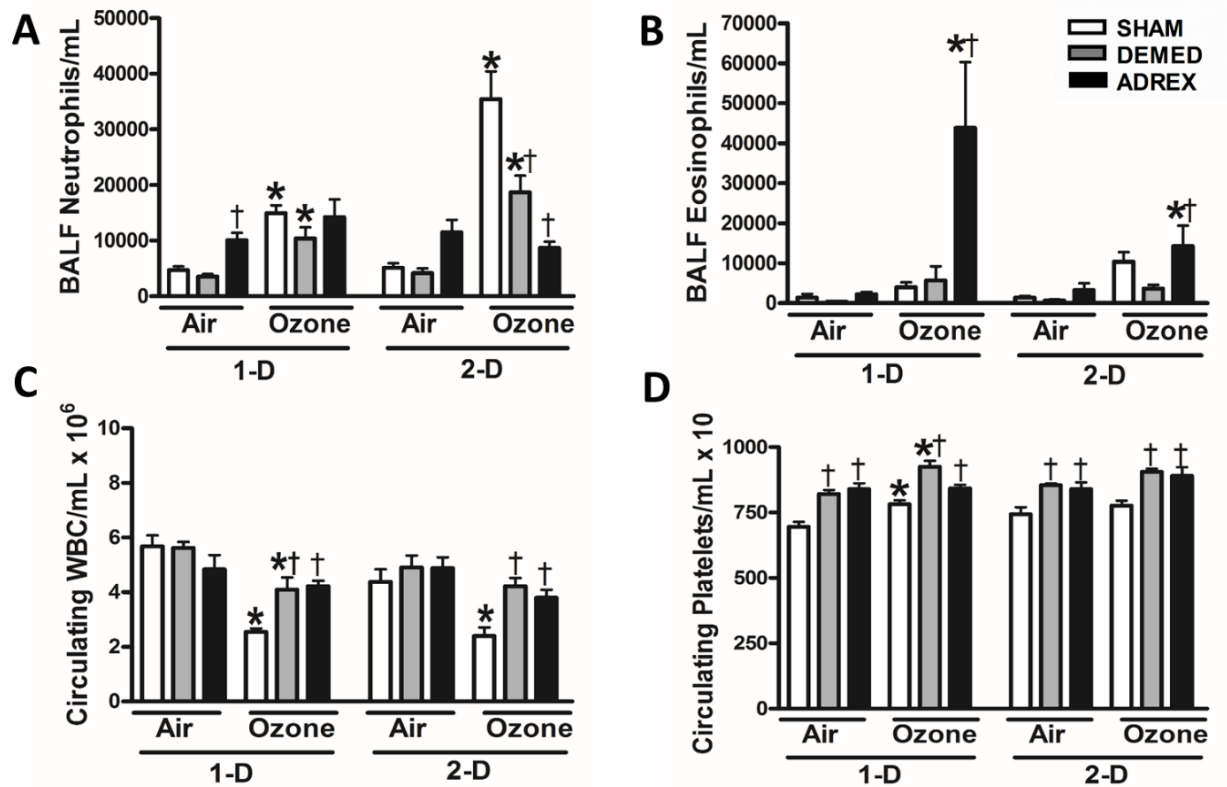 A
BALF Neutrophils/mL
50000
40000
30000
20000
10000
0
†
*
*
*
*†
†
Air
Ozone
Air
Ozone
1-D
2-D
B
BALF Eosinophils/mL
70000
60000
50000
40000
30000
20000
10000
0
*†
*†
SHAM
DEMED
ADREX
Air
Ozone
Air
Ozone
1-D
2-D
C
Circulating WBC/mL x 10⁶
10
8
6
4
2
0
*
*†
†
*
†
†
Air
Ozone
Air
Ozone
1-D
2-D
D
Circulating Platelets/mL x 10
1000
750
500
250
0
†
†
*
*†
†
†
†
†
†
Air
Ozone
Air
Ozone
1-D
2-D